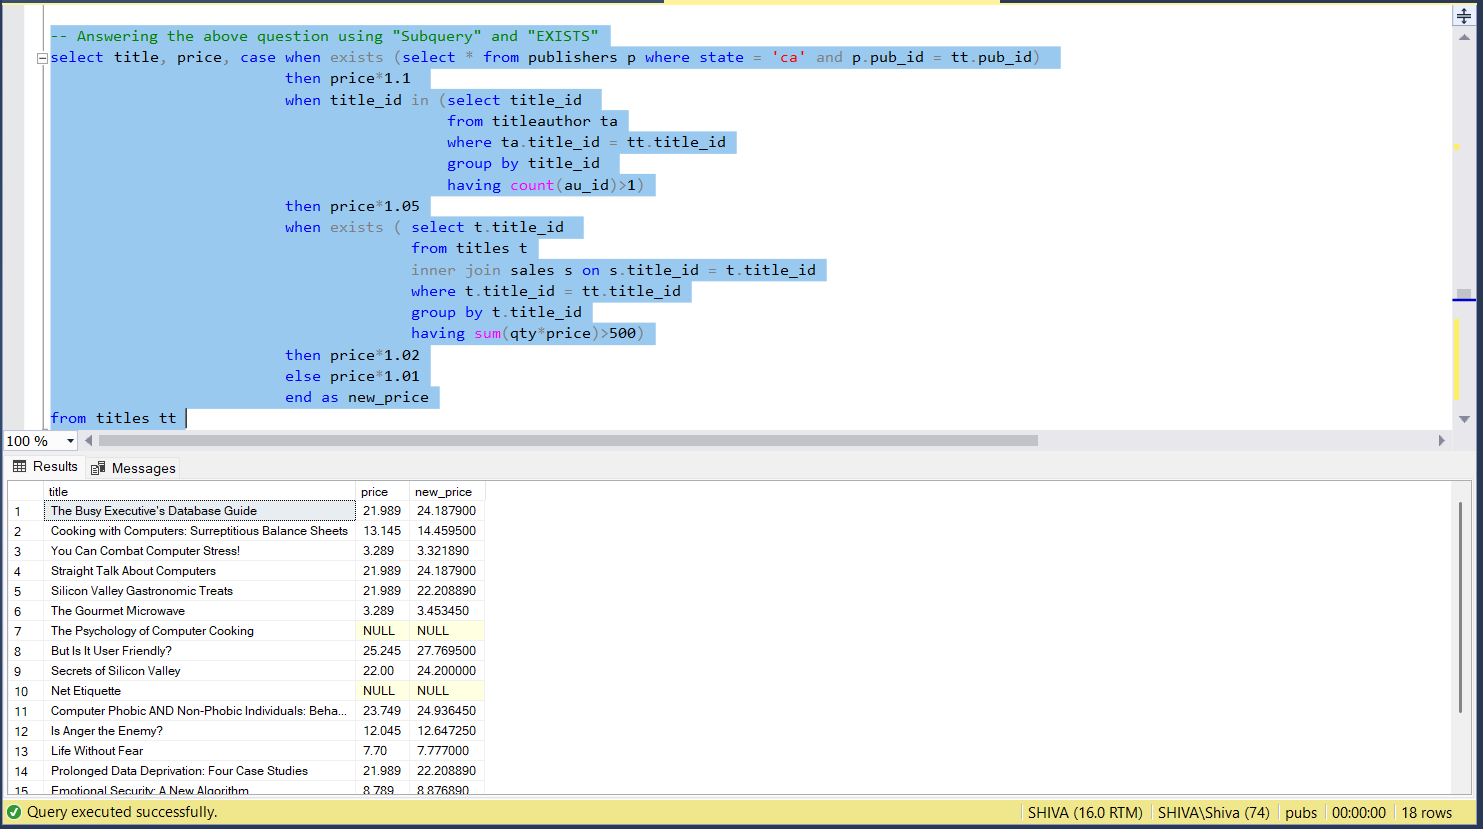 -- Answering the above question using "Subquery" and "EXISTS"
select title, price, case when exists (select * from publishers p where state = 'ca' and p.pub_id = tt.pub_id)
then price*1.1
when title_id in (select title_id
from titleauthor ta
where ta.title_id = tt.title_id
group by title_id
having count(au_id)>1)
then price*1.05
when exists ( select t.title_id
from titles t
inner join sales s on s.title_id = t.title_id
where t.title_id = tt.title_id
group by t.title_id
having sum(qty*price)>500)
then price*1.02
else price*1.01
end as new_price
from titles tt
100 %
Results Messages
title price new_price
1 The Busy Executive's Database Guide 21.989 24.187900
2 Cooking with Computers: Surreptitious Balance Sheets 13.145 14.459500
3 You Can Combat Computer Stress! 3.289 3.321890
4 Straight Talk About Computers 21.989 24.187900
5 Silicon Valley Gastronomic Treats 21.989 22.208890
6 The Gourmet Microwave 3.289 3.453450
7 The Psychology of Computer Cooking NULL NULL
8 But Is It User Friendly? 25.245 27.769500
9 Secrets of Silicon Valley 22.00 24.200000
10 Net Etiquette NULL NULL
11 Computer Phobic AND Non-Phobic Individuals: Beha... 23.749 24.936450
12 Is Anger the Enemy? 12.045 12.647250
13 Life Without Fear 7.70 7.777000
14 Prolonged Data Deprivation: Four Case Studies 21.989 22.208890
15 Emotional Security: A New Algorithm 8.789 8.876890
Query executed successfully. SHIVA (16.0 RTM) SHIVA\Shiva (74) pubs 00:00:00 18 rows